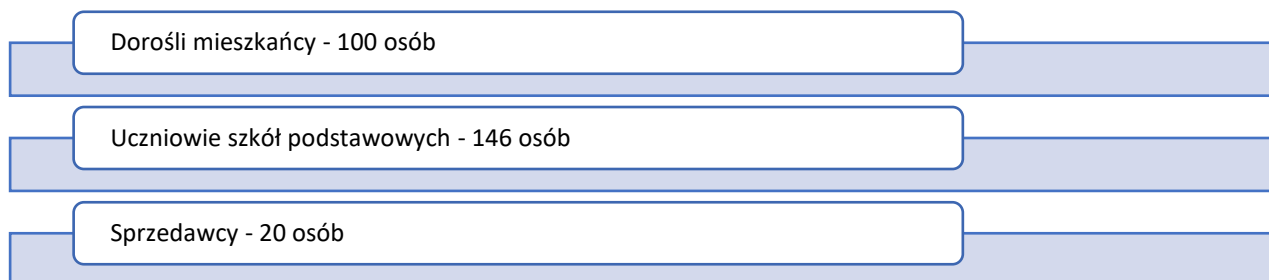 Dorośli mieszkańcy - 100 osób
Uczniowie szkół podstawowych - 146 osób
Sprzedawcy - 20 osób